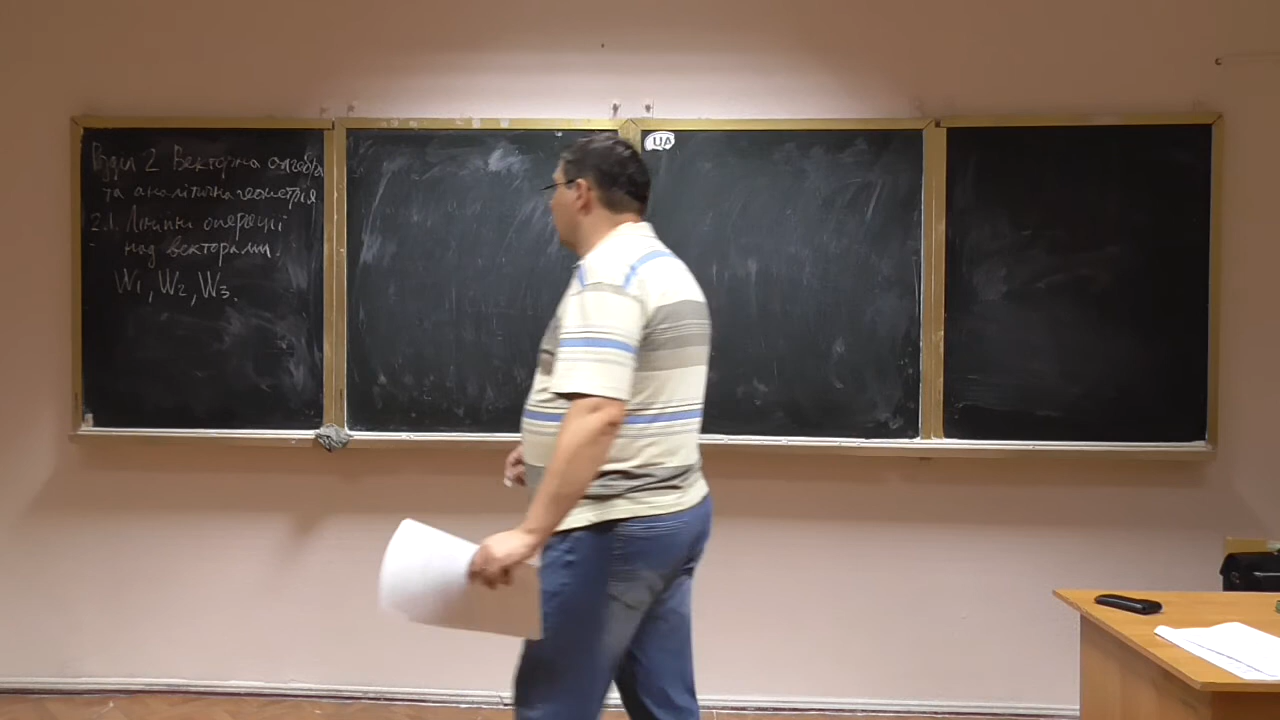 Розділ 2 Векторна алгебра
та аналітична геометрія
2.1. Лінійні операції
над векторами.
W₁, W₂, W₃.
UA